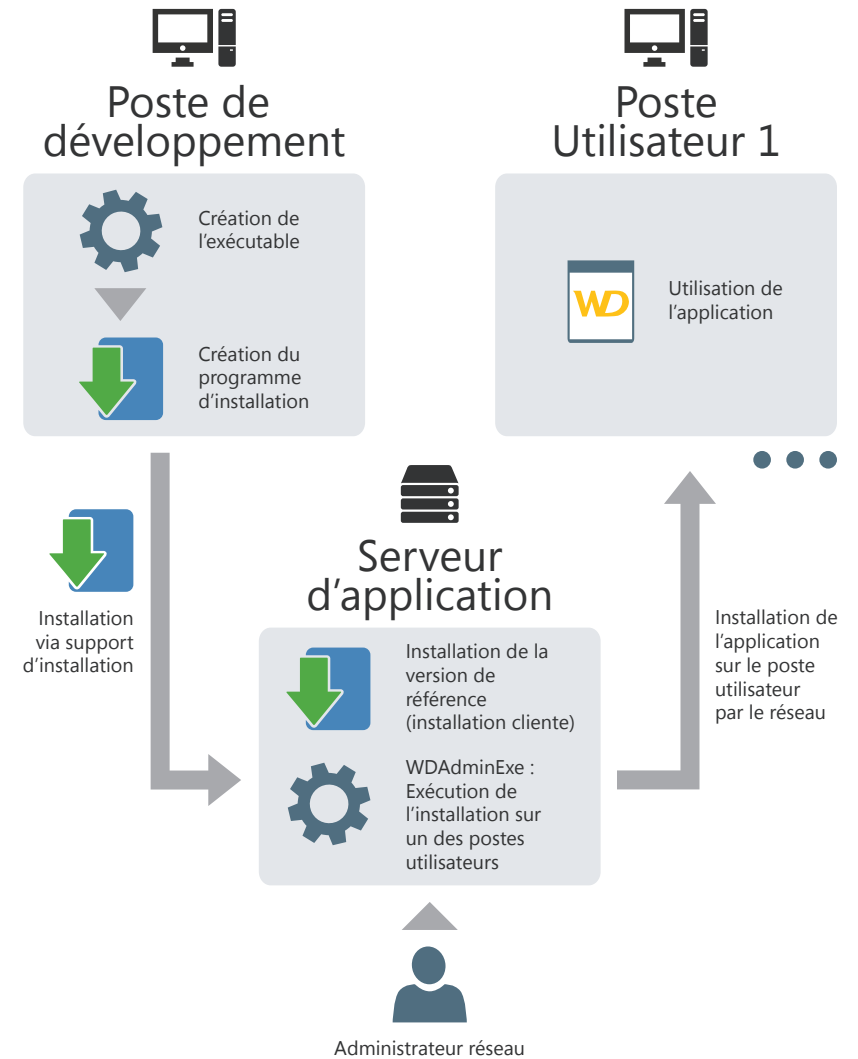 Poste de
développement
Création de
l'exécutable
Création du
programme
d'installation
Poste
Utilisateur 1
WD
Utilisation de
l'application
Installation
via support
d'installation
Serveur
d'application
Installation de la
version de
référence
(installation cliente)
WDAdminExe :
Exécution de
l'installation sur
un des postes
utilisateurs
Installation de
l'application
sur le poste
utilisateur
par le réseau
Administrateur réseau